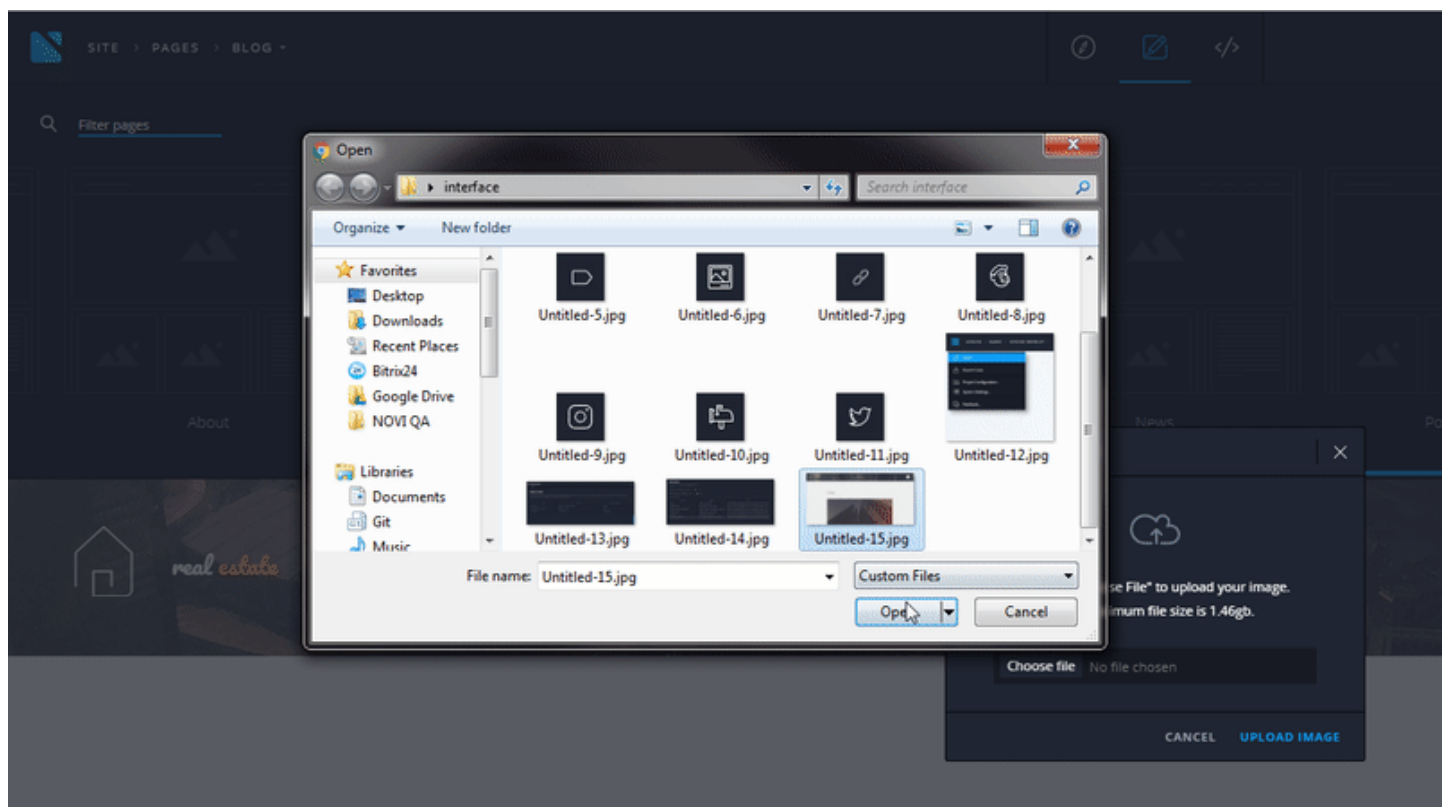 SITE > PAGES > BLOG
Filter pages
Open
interface
Search interface
Organize
New folder
Favorites
Desktop
Downloads
Recent Places
Bitrix24
Google Drive
NOVI QA
Libraries
Documents
Git
Music
Untitled-5.jpg
Untitled-6.jpg
Untitled-7.jpg
Untitled-8.jpg
Untitled-9.jpg
Untitled-10.jpg
Untitled-11.jpg
Untitled-12.jpg
Untitled-13.jpg
Untitled-14.jpg
Untitled-15.jpg
File name: Untitled-15.jpg
Custom Files
Open
Cancel
About
News
Po
real estate
se File" to upload your image.
imum file size is 1.46gb.
Choose file No file chosen
CANCEL UPLOAD IMAGE